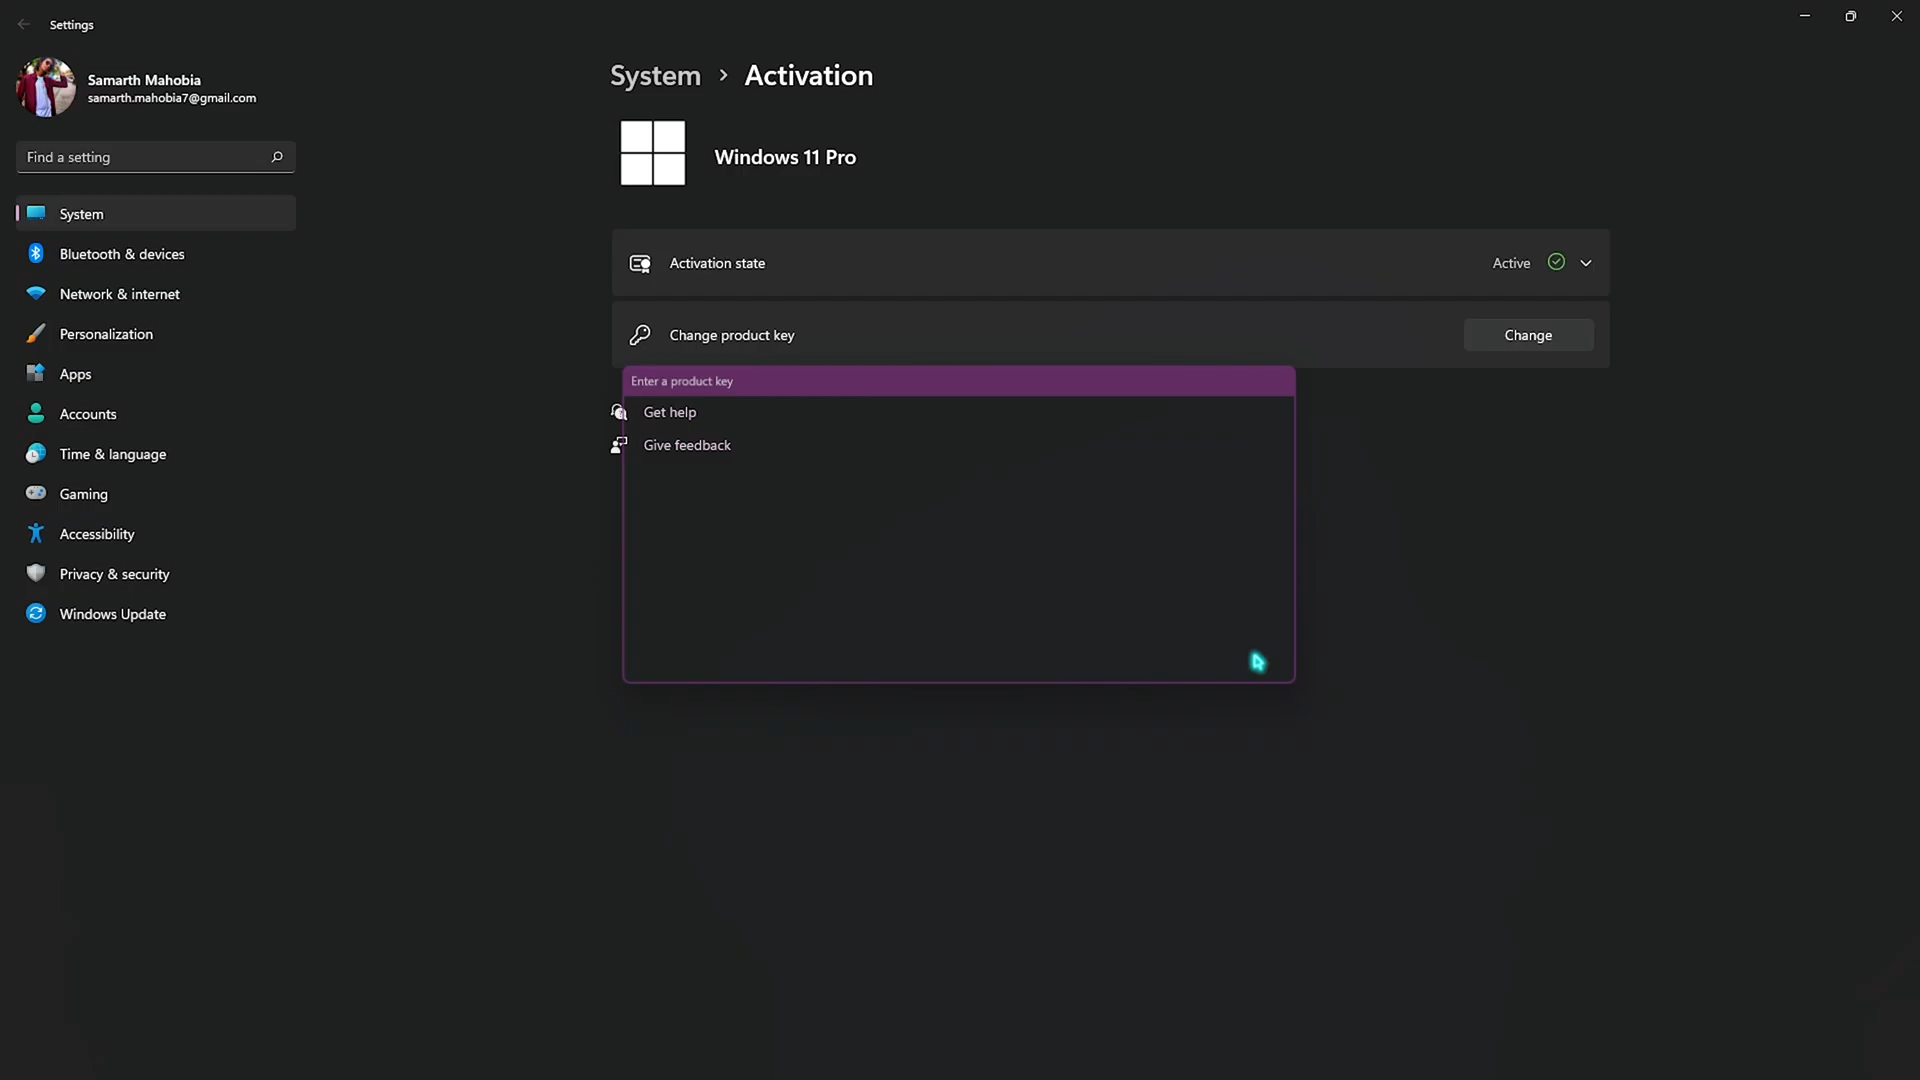 Settings
Samarth Mahobia
samarth.mahobia7@gmail.com
Find a setting
System
Bluetooth & devices
Network & internet
Personalization
Apps
Accounts
Time & language
Gaming
Accessibility
Privacy & security
Windows Update
System > Activation
Windows 11 Pro
Activation state Active
Change product key Change
Enter a product key
Get help
Give feedback